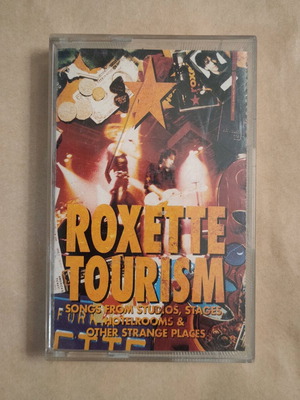 ROXETTE
TOURISM
SONGS FROM STUDIOS, STAGES,
HOTELROOMS &
OTHER STRANGE PLACES